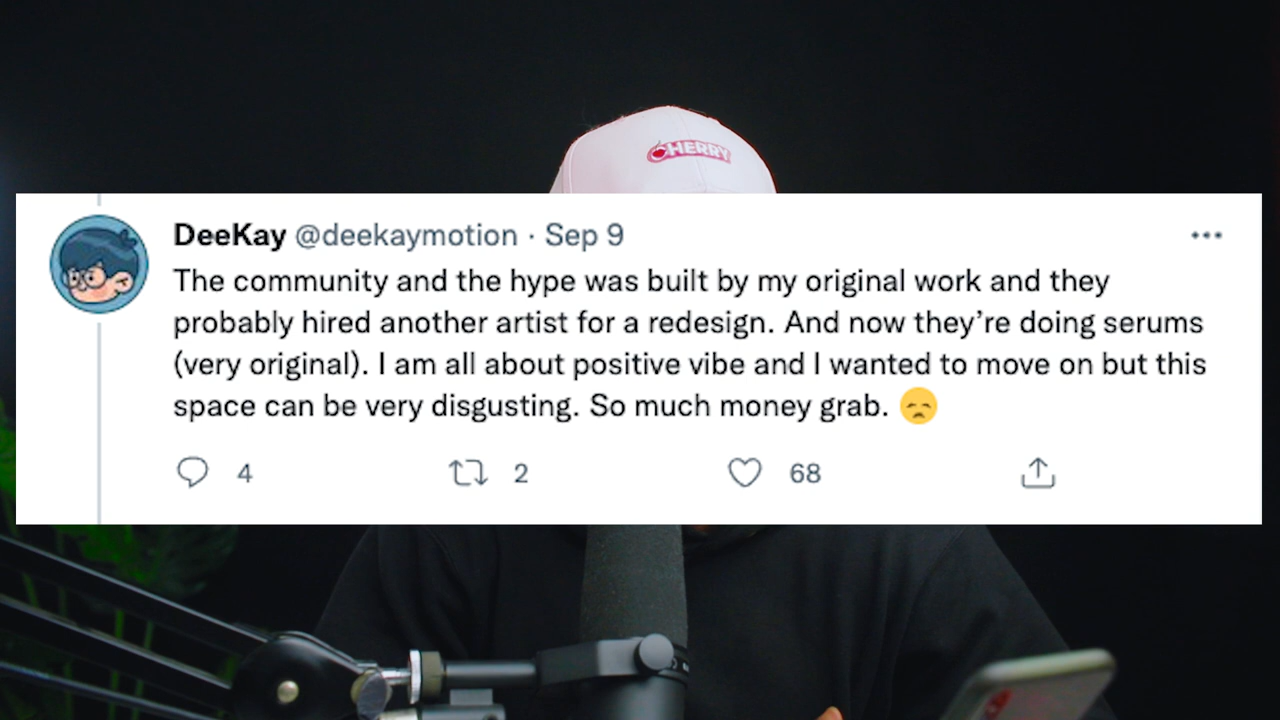 CHERRY
DeeKay @deekaymotion · Sep 9
The community and the hype was built by my original work and they
probably hired another artist for a redesign. And now they’re doing serums
(very original). I am all about positive vibe and I wanted to move on but this
space can be very disgusting. So much money grab. 😞
4 2 68